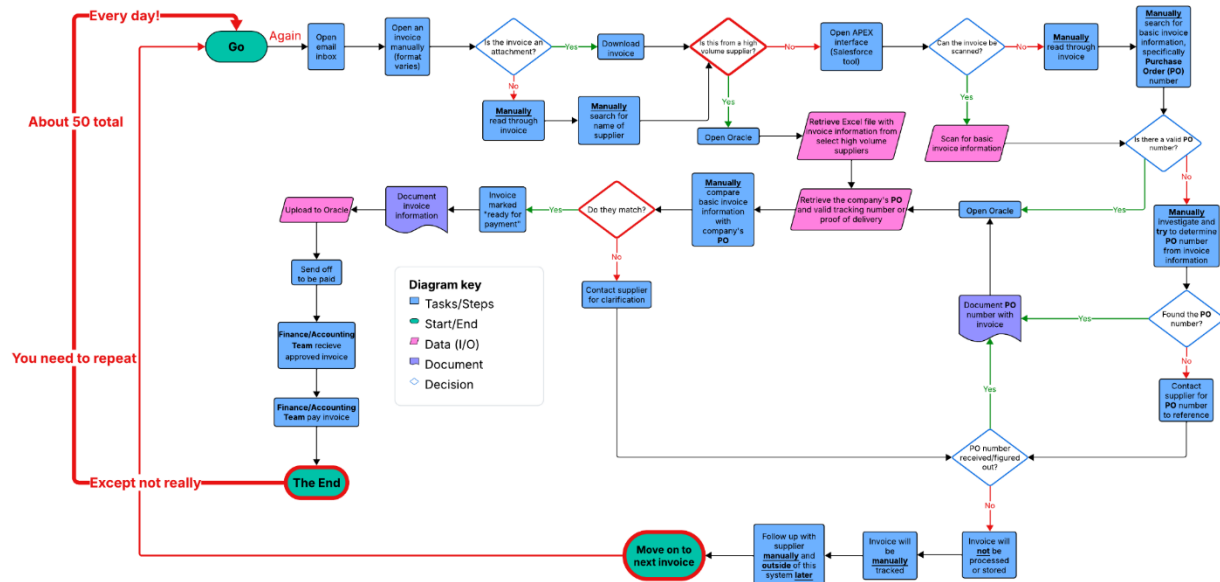 Every day!
Go
Again
Open
email
inbox
Open an
invoice
manually
(format
varies)
Is the invoice an
attachment?
Yes
Download
invoice
No
Manually
read through
invoice
Manually
search for
name of
supplier
Is this from a high
volume supplier?
No
Yes
Open APEX
interface
(Salesforce
tool)
Can the invoice be
scanned?
No
Yes
Manually
read through
invoice
Manually
search for
basic invoice
information,
specifically
Purchase
Order (PO)
number
About 50 total
Open Oracle
Retrieve Excel file with
invoice information from
select high volume
suppliers
Scan for basic
invoice information
Is there a valid PO
number?
No
Yes
Upload to Oracle
Document
invoice
information
Invoice
marked
"ready for
payment"
Yes
Do they match?
No
Manually
compare
basic invoice
information
with
company's
PO
Retrieve the company's PO
and valid tracking number or
proof of delivery
Open Oracle
Manually
investigate and
try to determine
PO number
from invoice
information
Send off
to be paid
Contact supplier
for clarification
Document PO
number with
invoice
Yes
Found the PO
number?
No
Diagram key
Tasks/Steps
Start/End
Data (I/O)
Document
Decision
Finance/Accounting
Team recieve
approved invoice
You need to repeat
Finance/Accounting
Team pay invoice
Yes
Contact
supplier for
PO number
to reference
PO number
received/figured
out?
No
Except not really
The End
Move on to
next invoice
Follow up with
supplier
manually and
outside of this
system later
Invoice will
be
manually
tracked
Invoice will
not be
processed
or stored